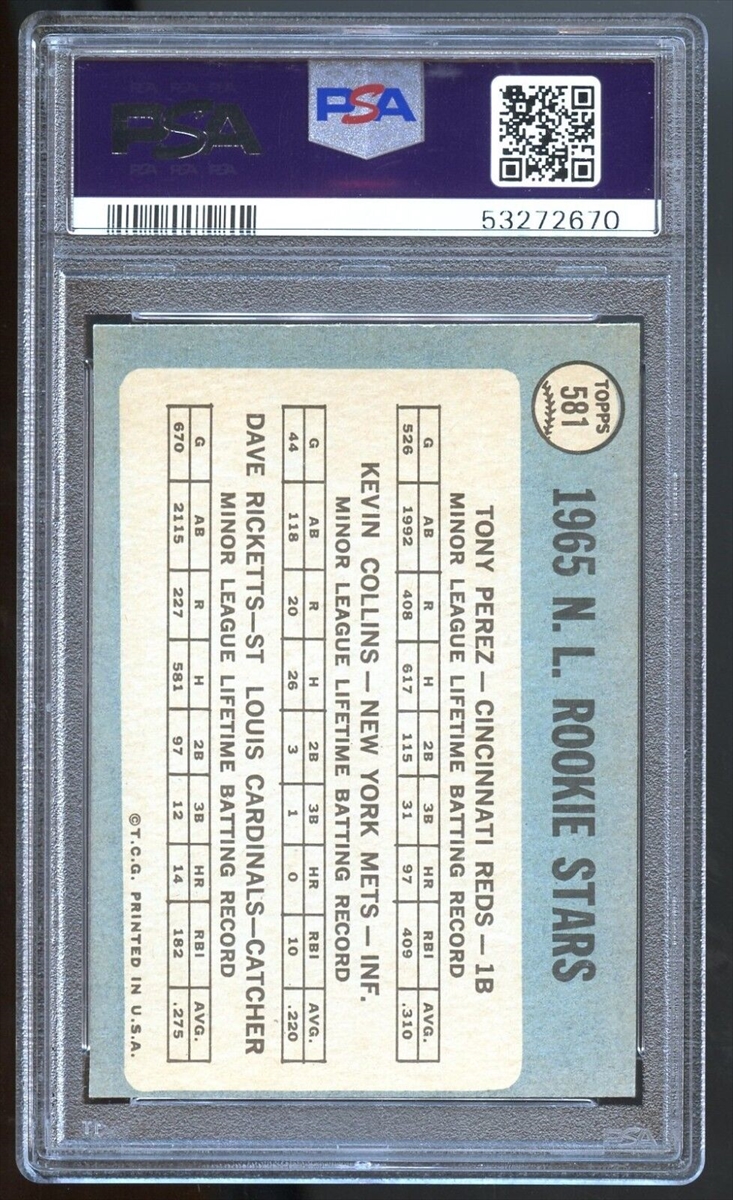 PSA
PSA
53272670
TOPPS
581
1965 N. L. ROOKIE STARS
TONY PEREZ—CINCINNATI REDS—1B
MINOR LEAGUE LIFETIME BATTING RECORD
G AB R H 2B 3B HR RBI AVG.
526 1992 408 617 115 31 97 409 .310
KEVIN COLLINS—NEW YORK METS—INF.
MINOR LEAGUE LIFETIME BATTING RECORD
G AB R H 2B 3B HR RBI AVG.
44 118 20 26 3 1 0 10 .220
DAVE RICKETTS—ST LOUIS CARDINALS—CATCHER
MINOR LEAGUE LIFETIME BATTING RECORD
G AB R H 2B 3B HR RBI AVG.
670 2115 227 581 97 12 14 182 .275
©T.C.G. PRINTED IN U.S.A.
PSA